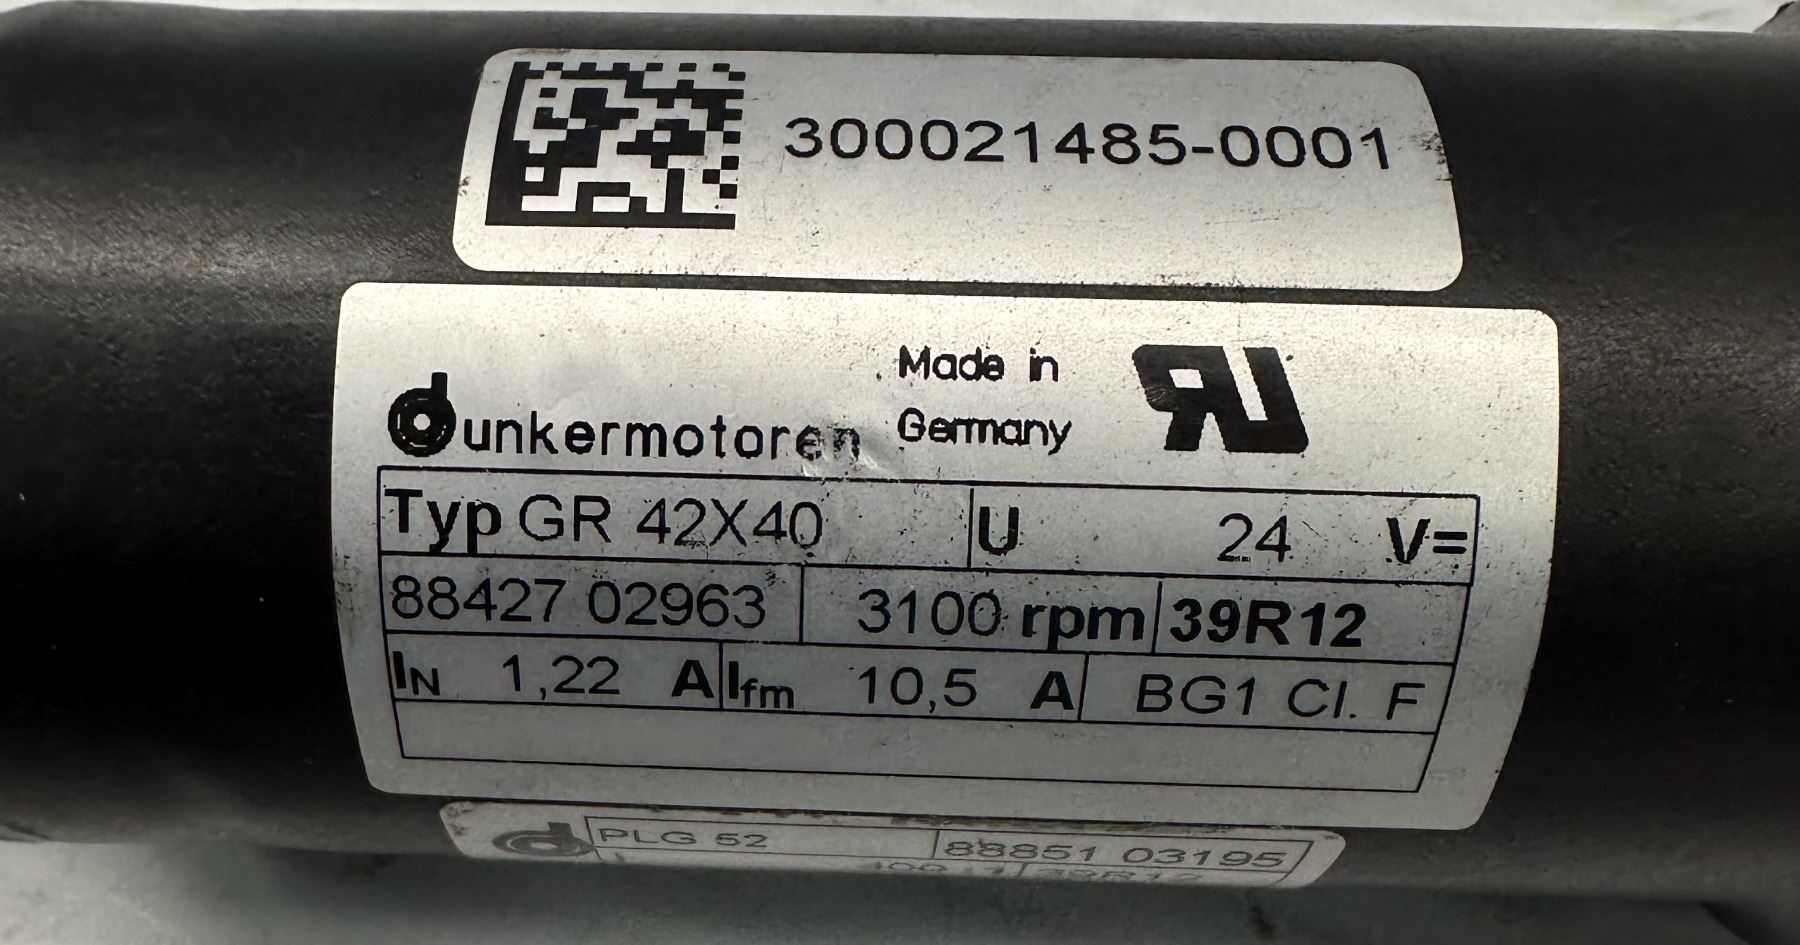 300021485-0001
Made in
Germany
dunkermotoren
Typ GR 42X40 U 24 V=
88427 02963 3100 rpm 39R12
IN 1,22 A Ifm 10,5 A BG1 Cl. F
PLG 52 88851 03195
39R12